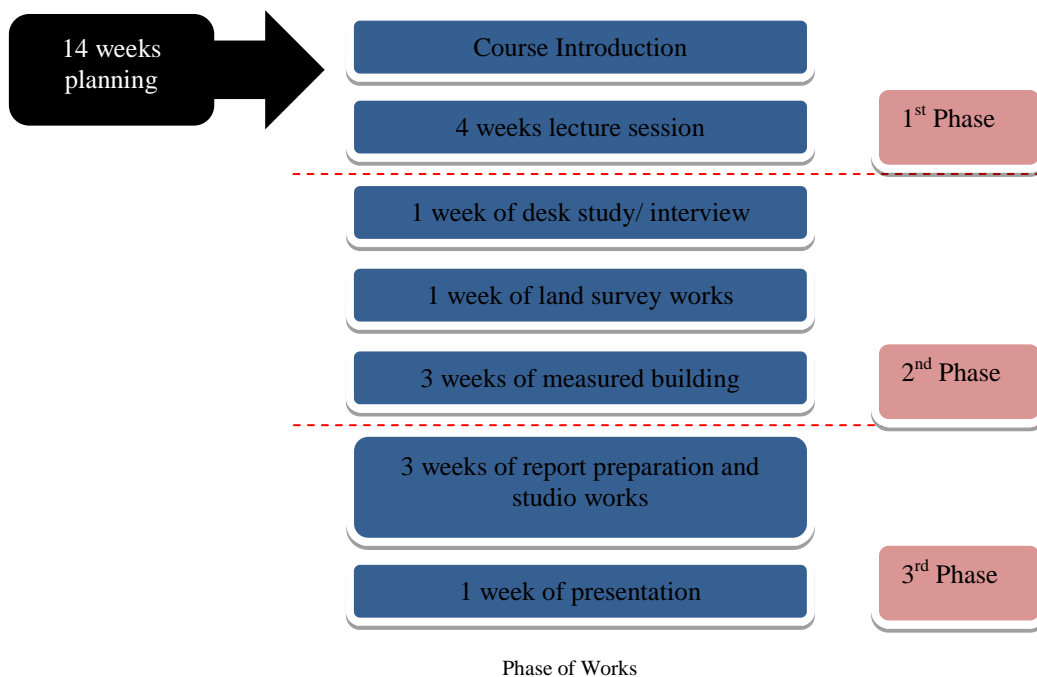 14 weeks
planning
Course Introduction
4 weeks lecture session
1st Phase
1 week of desk study/ interview
1 week of land survey works
3 weeks of measured building
2nd Phase
3 weeks of report preparation and
studio works
1 week of presentation
3rd Phase
Phase of Works